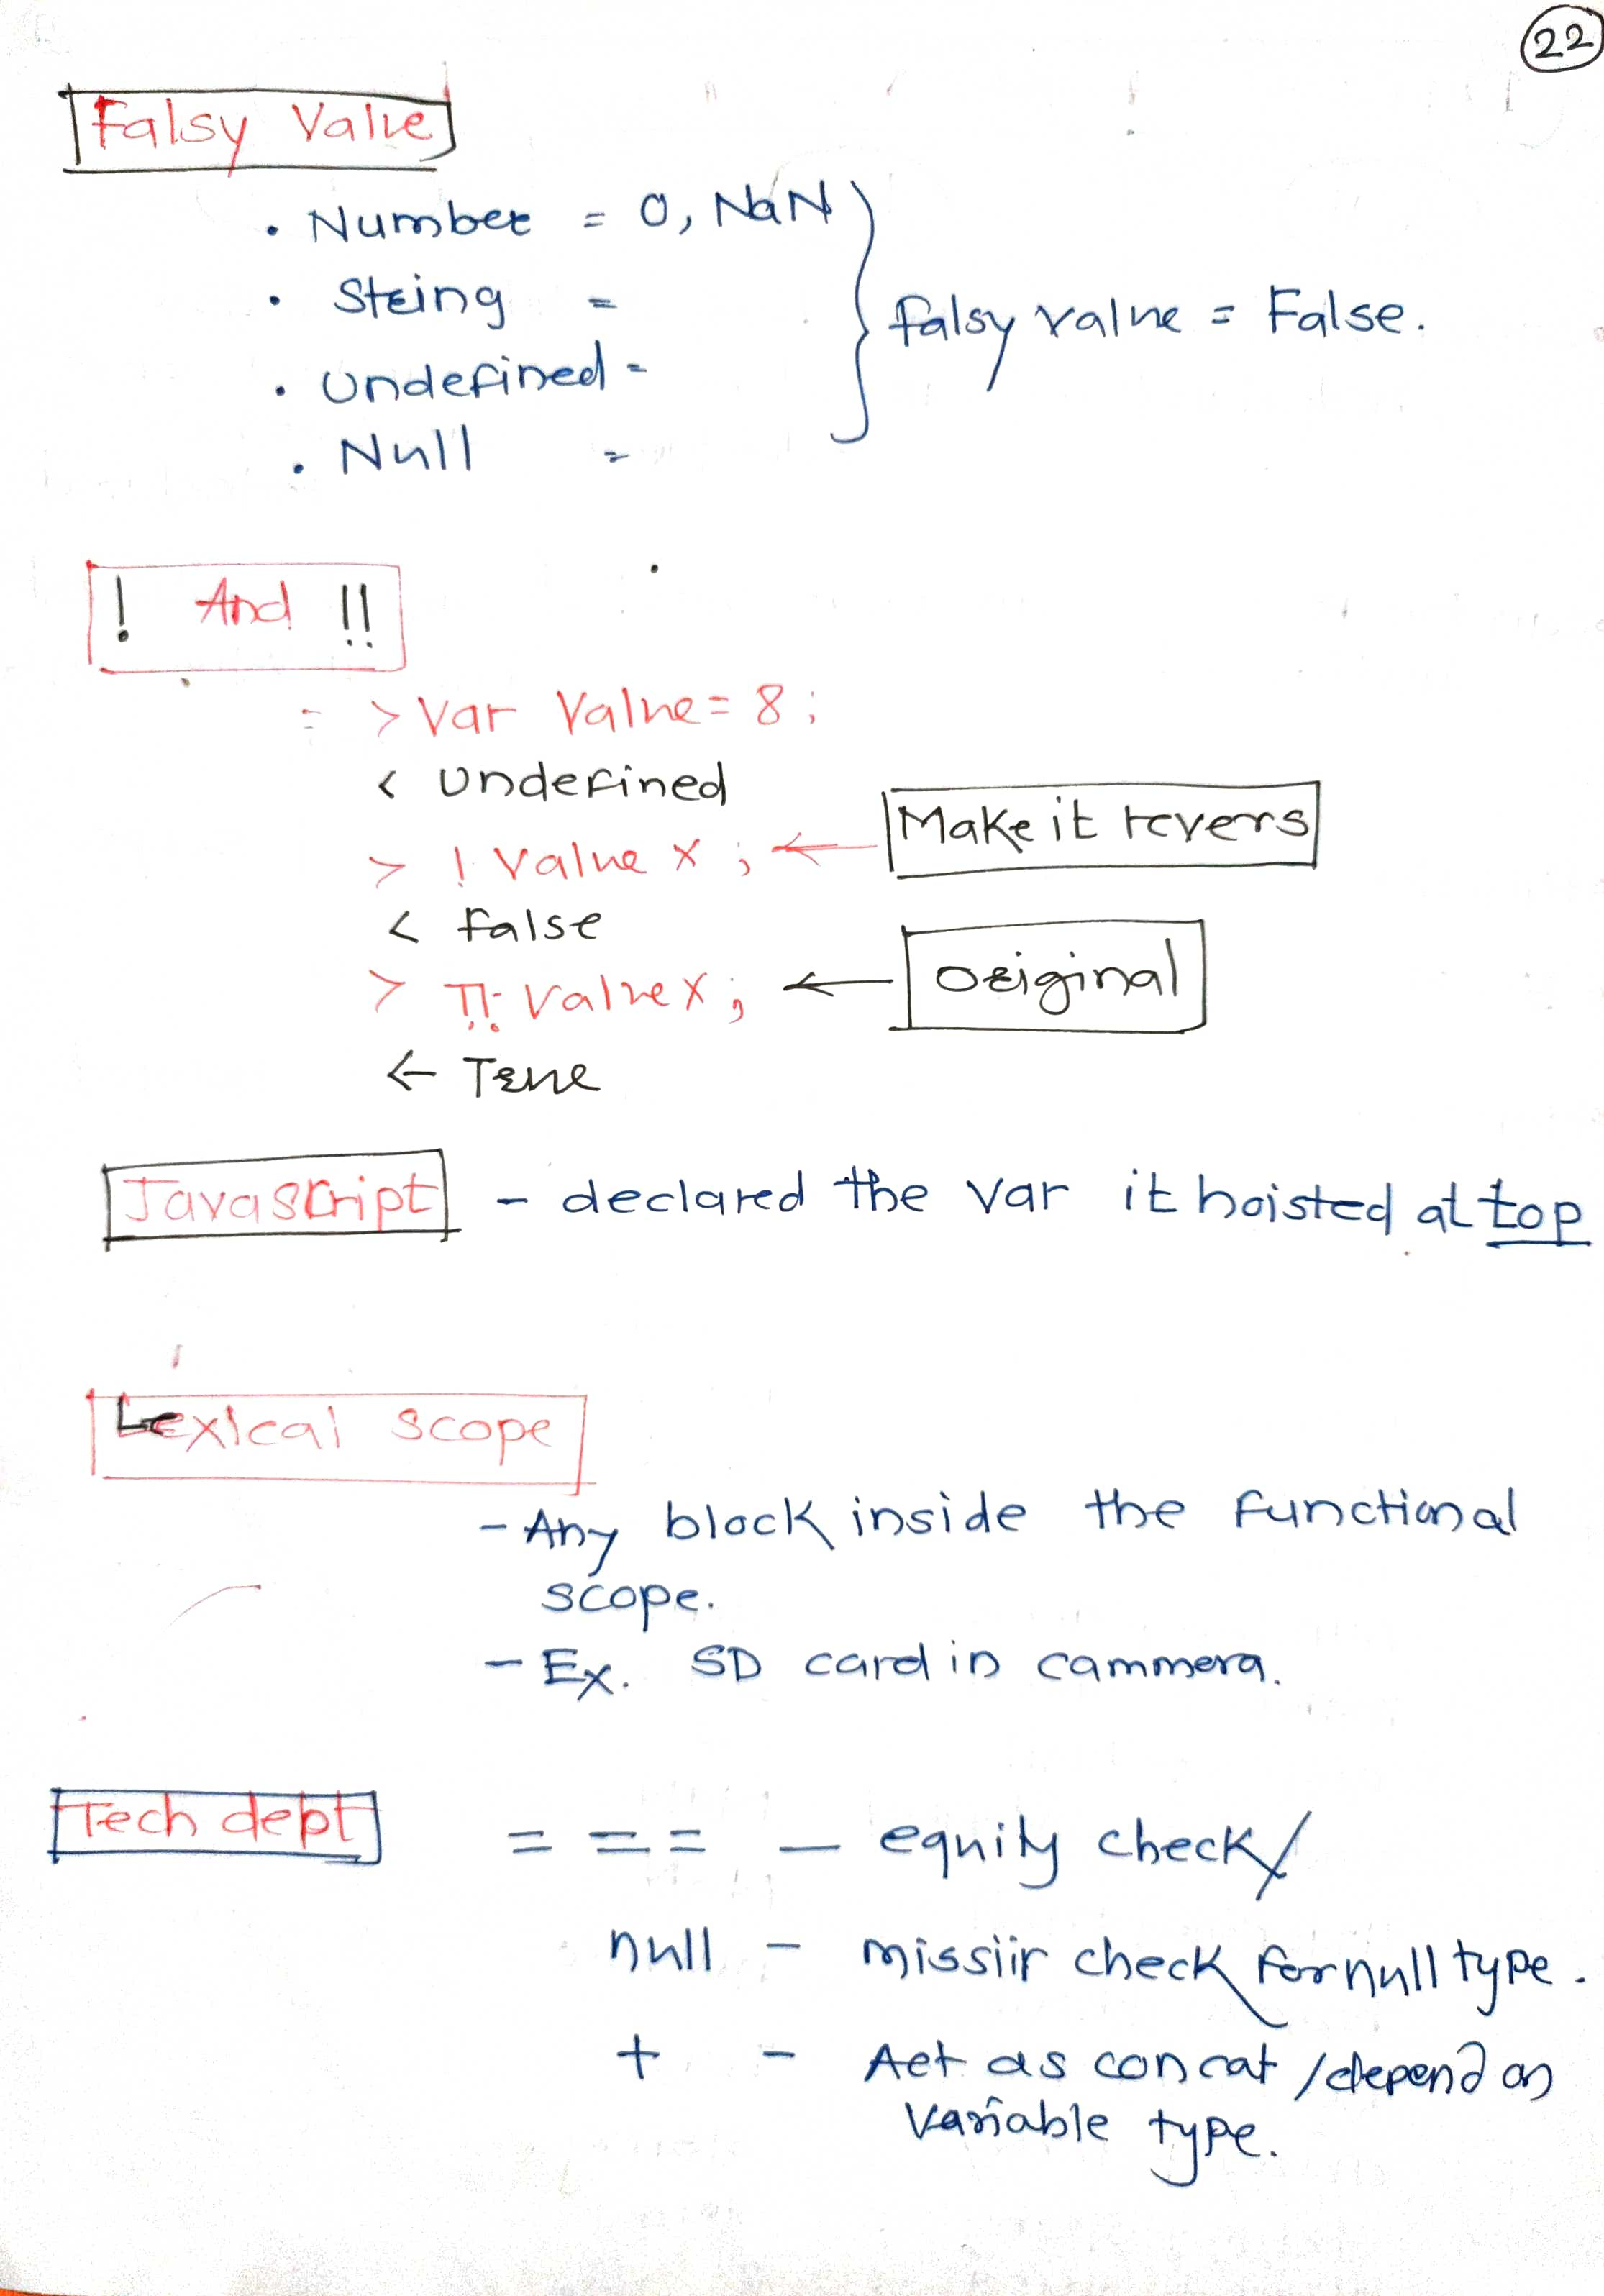 22
Falsy Value
• Number = 0, NaN
• String =
• Undefined =
• Null =
falsy value = False.
! And !!
= > Var Value = 8;
< Undefined
> ! Value x ; ← Make it revers
< False
> !! Value x ; ← Original
← True
Javascript - declared the var it hoisted at top
Lexical scope
- Any block inside the functional
scope.
- Ex. SD card in cammera.
Tech dept = = = — equity check/
null - check for null type.
+ - Act as concat / depend on
variable type.